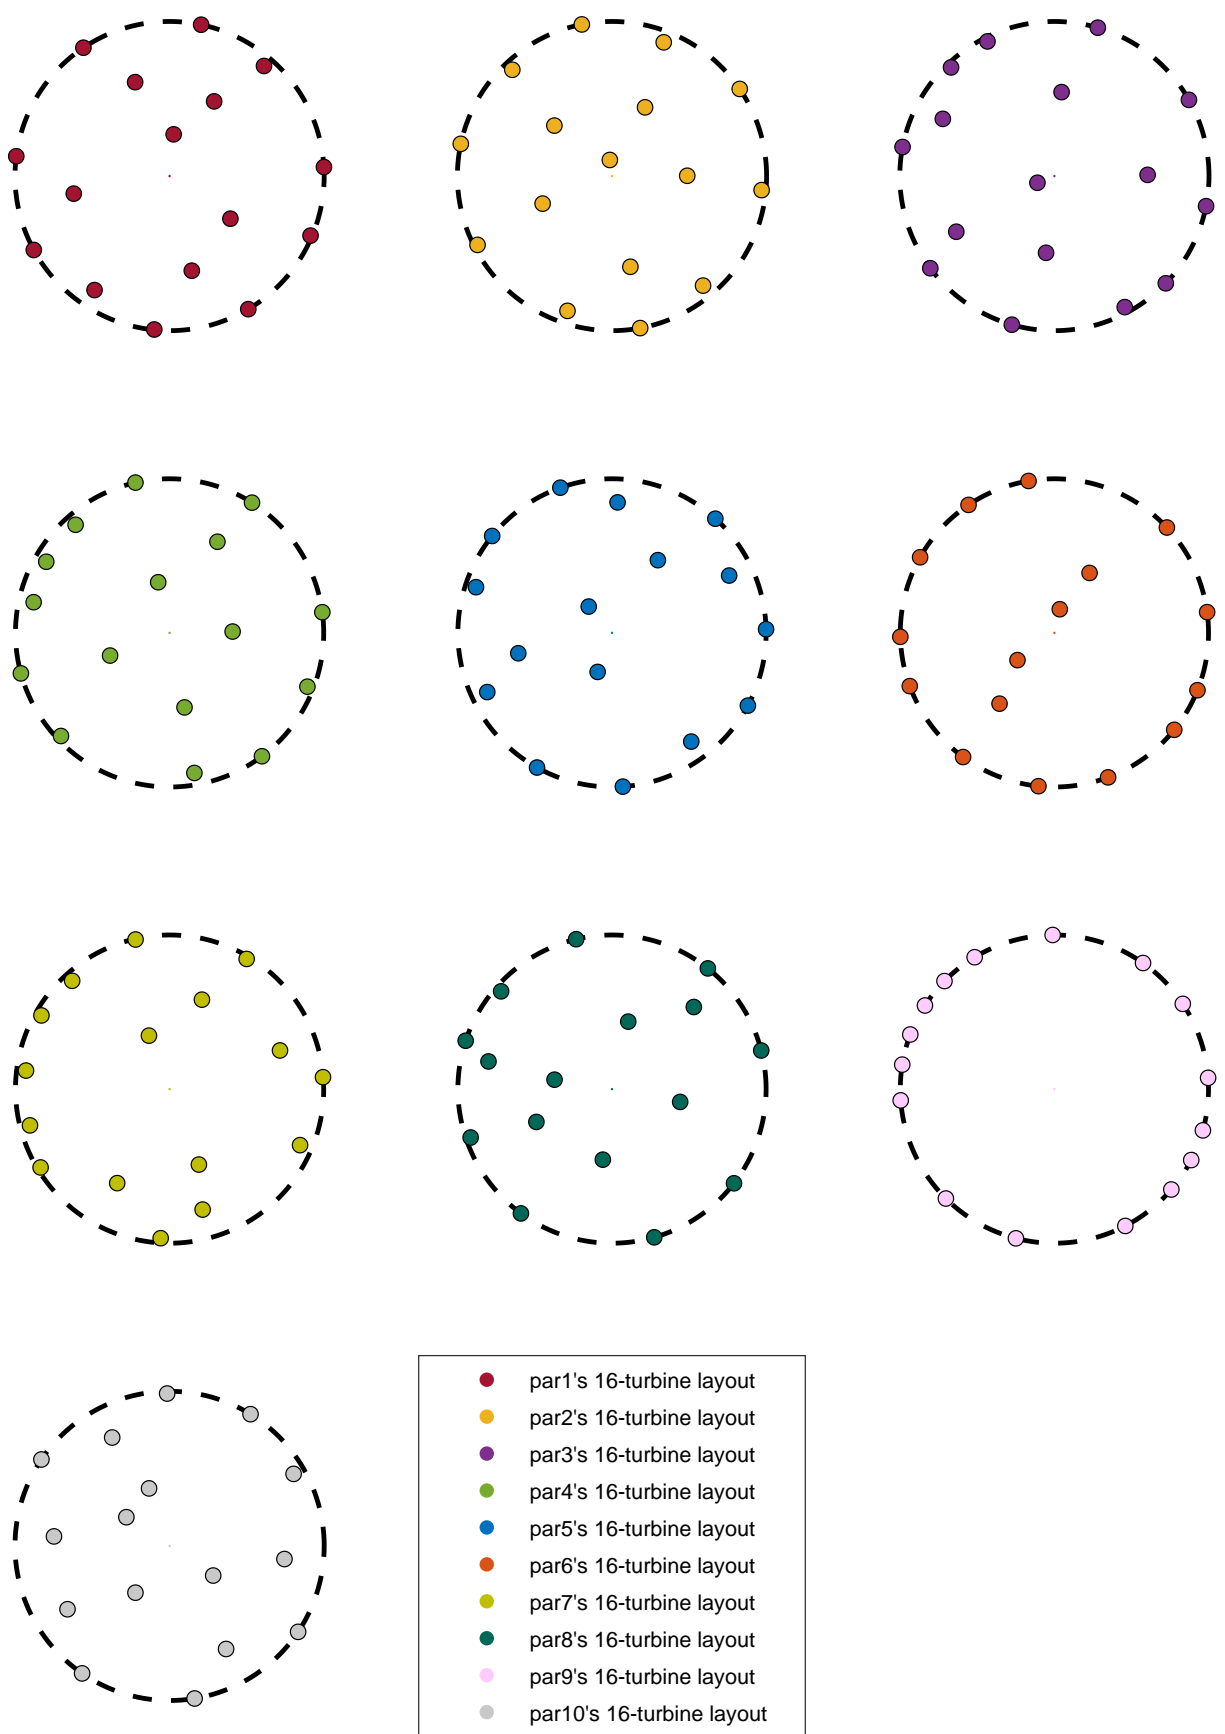 par1's 16-turbine layout
par2's 16-turbine layout
par3's 16-turbine layout
par4's 16-turbine layout
par5's 16-turbine layout
par6's 16-turbine layout
par7's 16-turbine layout
par8's 16-turbine layout
par9's 16-turbine layout
par10's 16-turbine layout